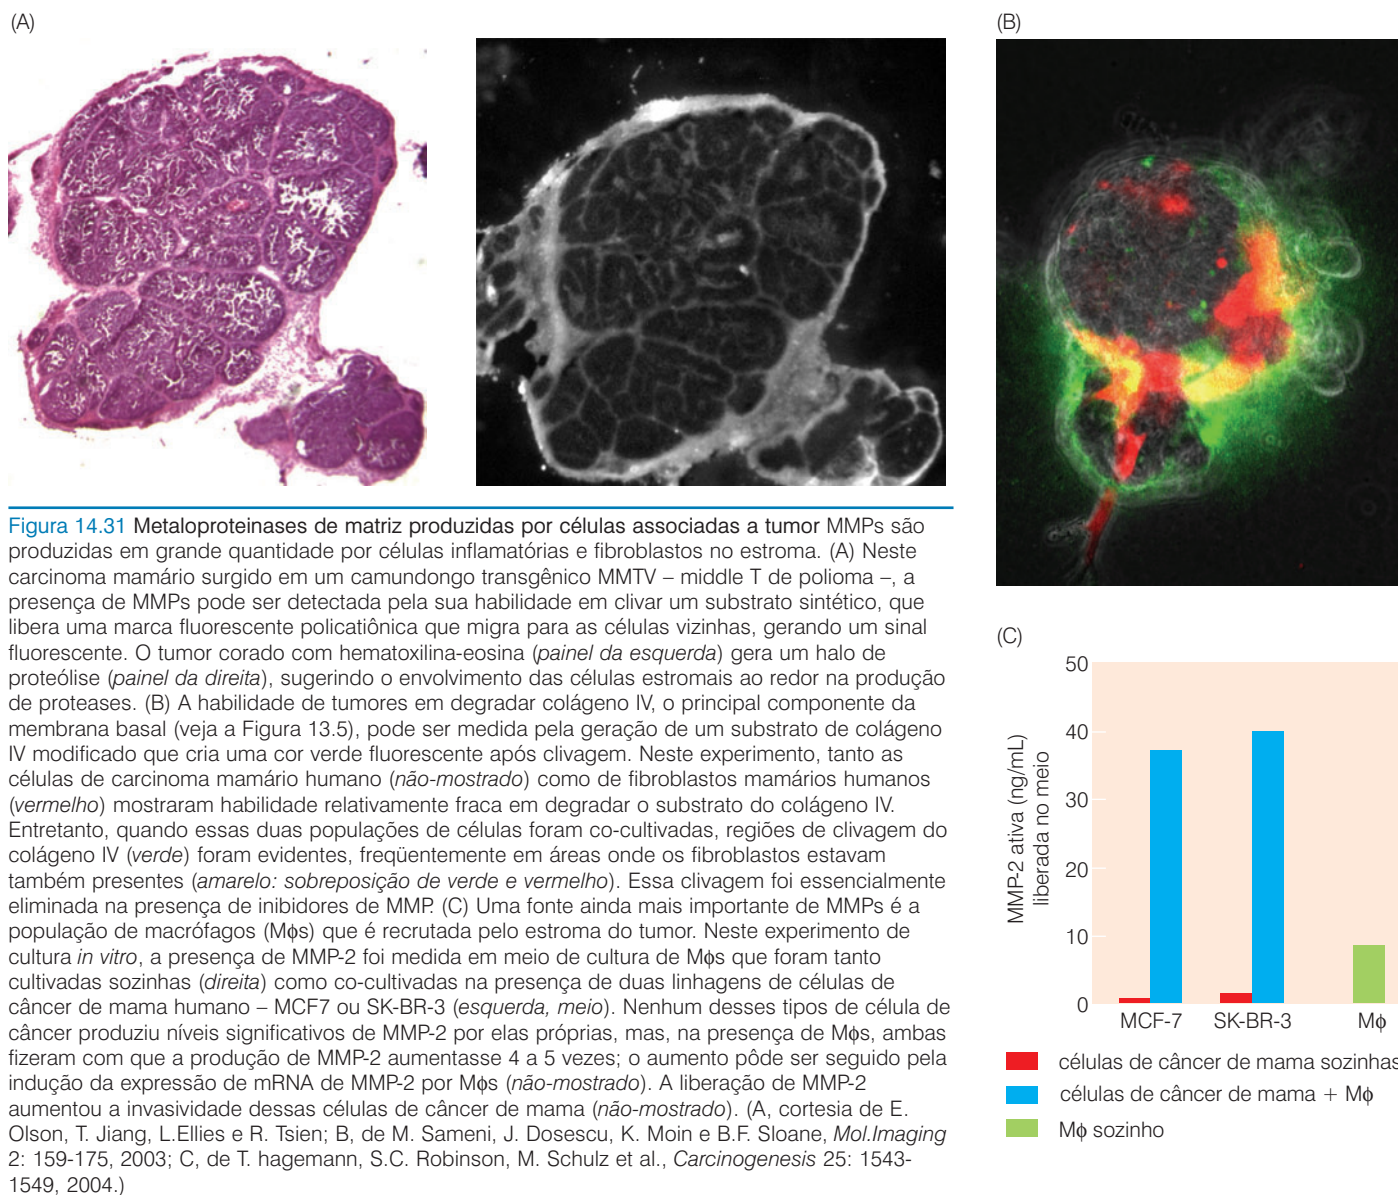 (A)
(B)
Figura 14.31 Metaloproteinases de matriz produzidas por células associadas a tumor MMPs são
produzidas em grande quantidade por células inflamatórias e fibroblastos no estroma. (A) Neste
carcinoma mamário surgido em um camundongo transgênico MMTV – middle T de polioma –, a
presença de MMPs pode ser detectada pela sua habilidade em clivar um substrato sintético, que
libera uma marca fluorescente policatiônica que migra para as células vizinhas, gerando um sinal
fluorescente. O tumor corado com hematoxilina-eosina (painel da esquerda) gera um halo de
proteólise (painel da direita), sugerindo o envolvimento das células estromais ao redor na produção
de proteases. (B) A habilidade de tumores em degradar colágeno IV, o principal componente da
membrana basal (veja a Figura 13.5), pode ser medida pela geração de um substrato de colágeno
IV modificado que cria uma cor verde fluorescente após clivagem. Neste experimento, tanto as
células de carcinoma mamário humano (não-mostrado) como de fibroblastos mamários humanos
(vermelho) mostraram habilidade relativamente fraca em degradar o substrato do colágeno IV.
Entretanto, quando essas duas populações de células foram co-cultivadas, regiões de clivagem do
colágeno IV (verde) foram evidentes, freqüentemente em áreas onde os fibroblastos estavam
também presentes (amarelo: sobreposição de verde e vermelho). Essa clivagem foi essencialmente
eliminada na presença de inibidores de MMP. (C) Uma fonte ainda mais importante de MMPs é a
população de macrófagos (Mϕs) que é recrutada pelo estroma do tumor. Neste experimento de
cultura in vitro, a presença de MMP-2 foi medida em meio de cultura de Mϕs que foram tanto
cultivadas sozinhas (direita) como co-cultivadas na presença de duas linhagens de células de
câncer de mama humano – MCF7 ou SK-BR-3 (esquerda, meio). Nenhum desses tipos de célula de
câncer produziu níveis significativos de MMP-2 por elas próprias, mas, na presença de Mϕs, ambas
fizeram com que a produção de MMP-2 aumentasse 4 a 5 vezes; o aumento pôde ser seguido pela
indução da expressão de mRNA de MMP-2 por Mϕs (não-mostrado). A liberação de MMP-2
aumentou a invasividade dessas células de câncer de mama (não-mostrado). (A, cortesia de E.
Olson, T. Jiang, L.Ellies e R. Tsien; B, de M. Sameni, J. Dosescu, K. Moin e B.F. Sloane, Mol.Imaging
2: 159-175, 2003; C, de T. hagemann, S.C. Robinson, M. Schulz et al., Carcinogenesis 25: 1543-
1549, 2004.)
(C)
MMP-2 ativa (ng/mL)
liberada no meio
50
40
30
20
10
0
MCF-7 SK-BR-3 Mϕ
células de câncer de mama sozinhas
células de câncer de mama + Mϕ
Mϕ sozinho